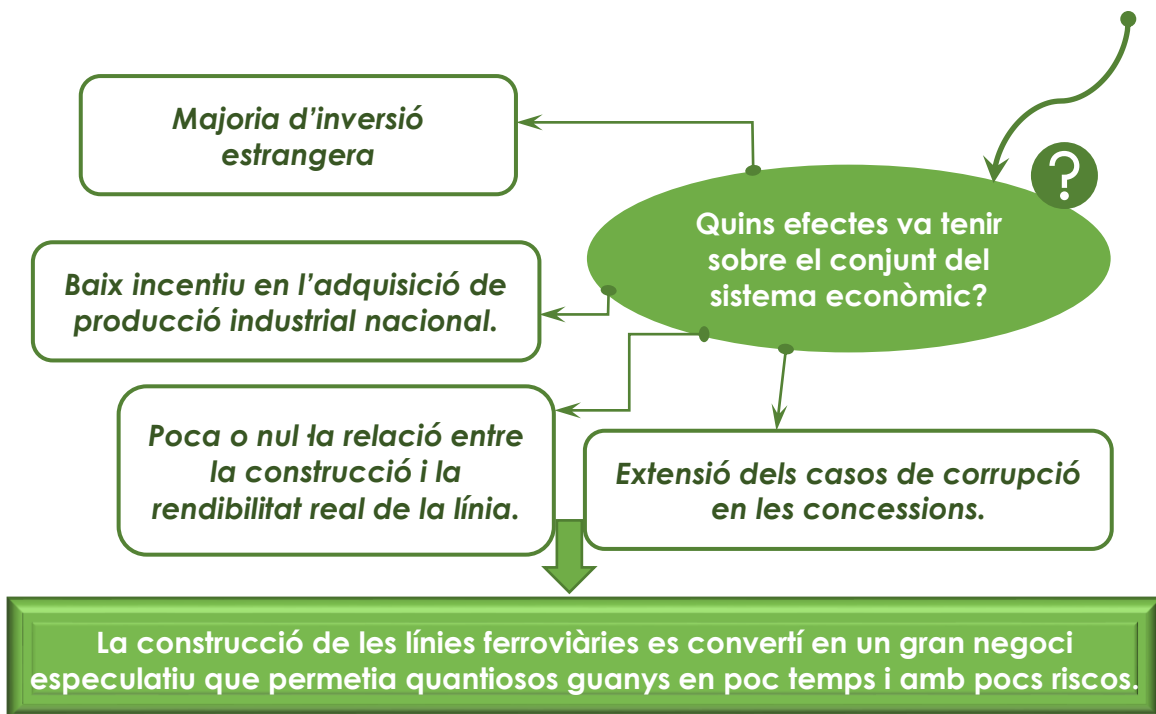 Majoria d’inversió
estrangera
?
Quins efectes va tenir
sobre el conjunt del
sistema econòmic?
Baix incentiu en l’adquisició de
producció industrial nacional.
Poca o nul·la relació entre
la construcció i la
rendibilitat real de la línia.
Extensió dels casos de corrupció
en les concessions.
La construcció de les línies ferroviàries es convertí en un gran negoci
especulatiu que permetia quantiosos guanys en poc temps i amb pocs riscos.